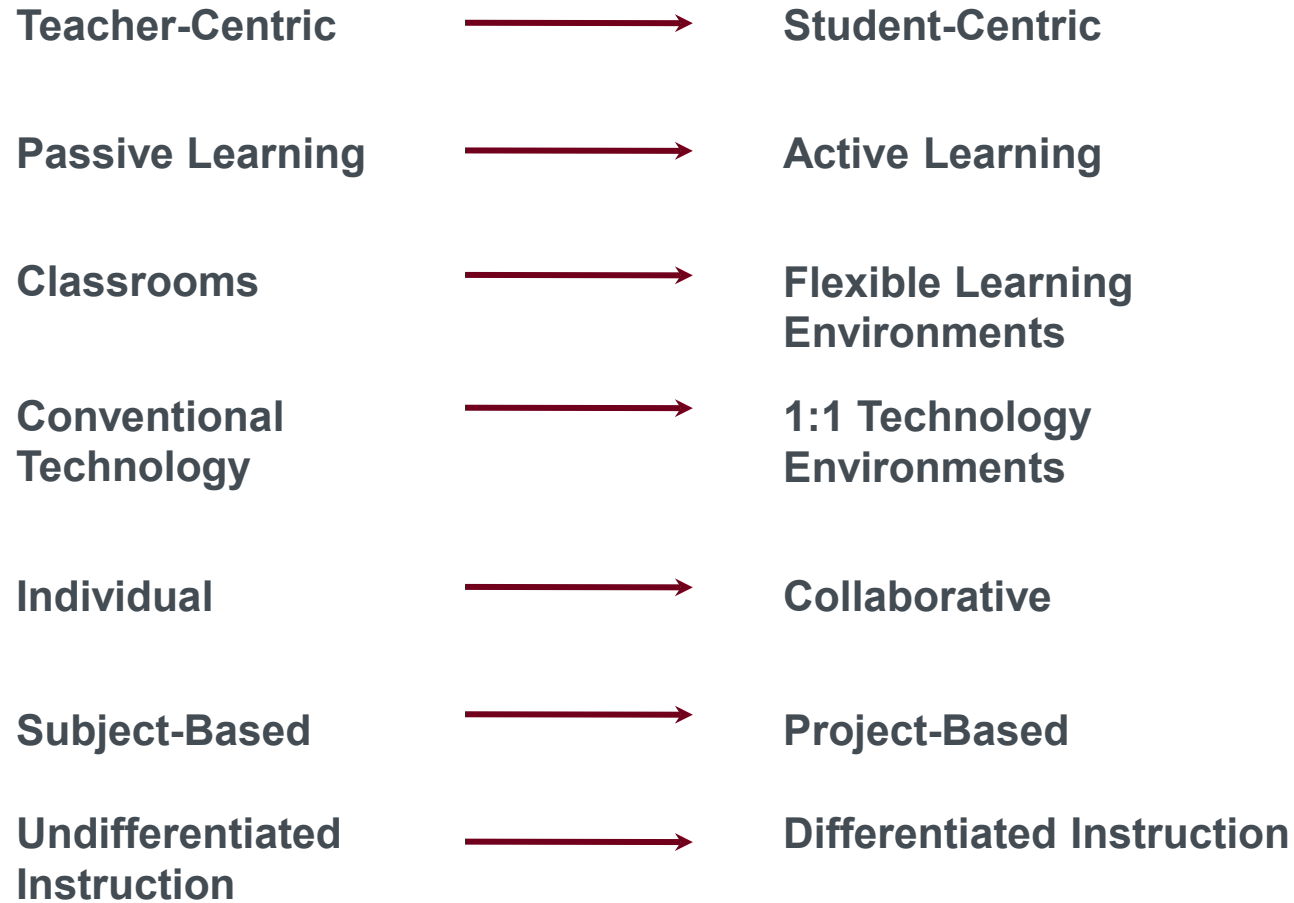 Teacher-Centric
Student-Centric
Passive Learning
Active Learning
Classrooms
Flexible Learning
Environments
Conventional
Technology
1:1 Technology
Environments
Individual
Collaborative
Subject-Based
Project-Based
Undifferentiated
Instruction
Differentiated Instruction